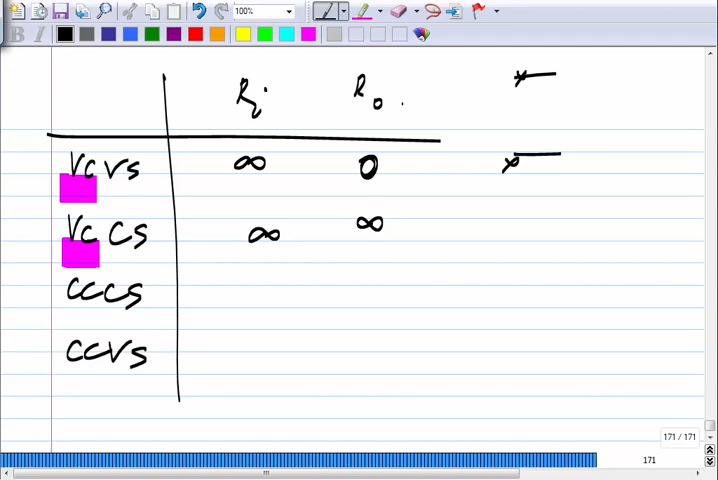 100%
B I
Ri Ro
VCVS ∞ 0
VCCS ∞ ∞
CCCS
CCVS
171 / 171
171